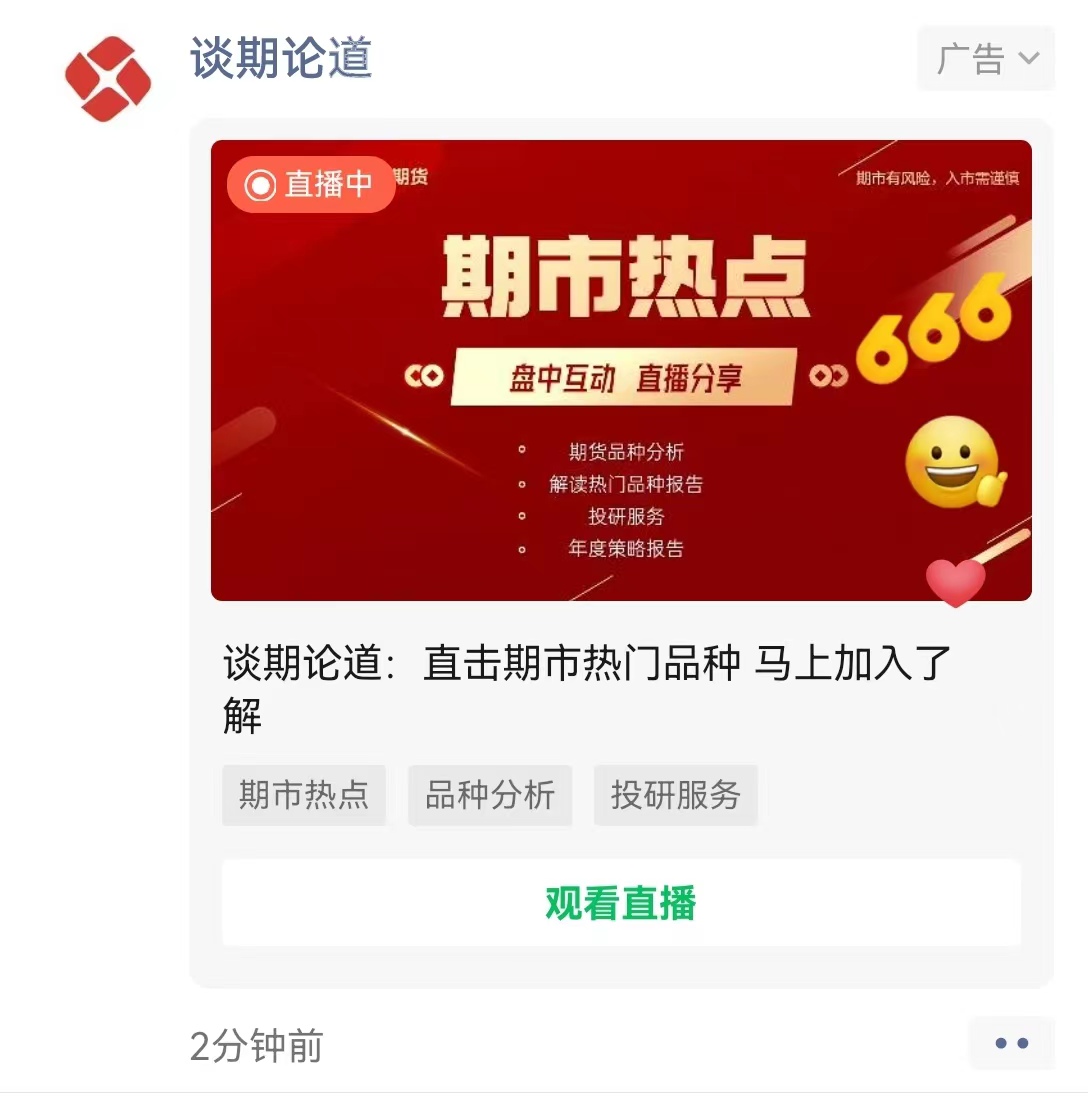 谈期论道
广告
直播中
期货
期市有风险，入市需谨慎
期市热点
666
盘中互动 直播分享
期货品种分析
解读热门品种报告
投研服务
年度策略报告
谈期论道：直击期市热门品种 马上加入了
解
期市热点 品种分析 投研服务
观看直播
2分钟前